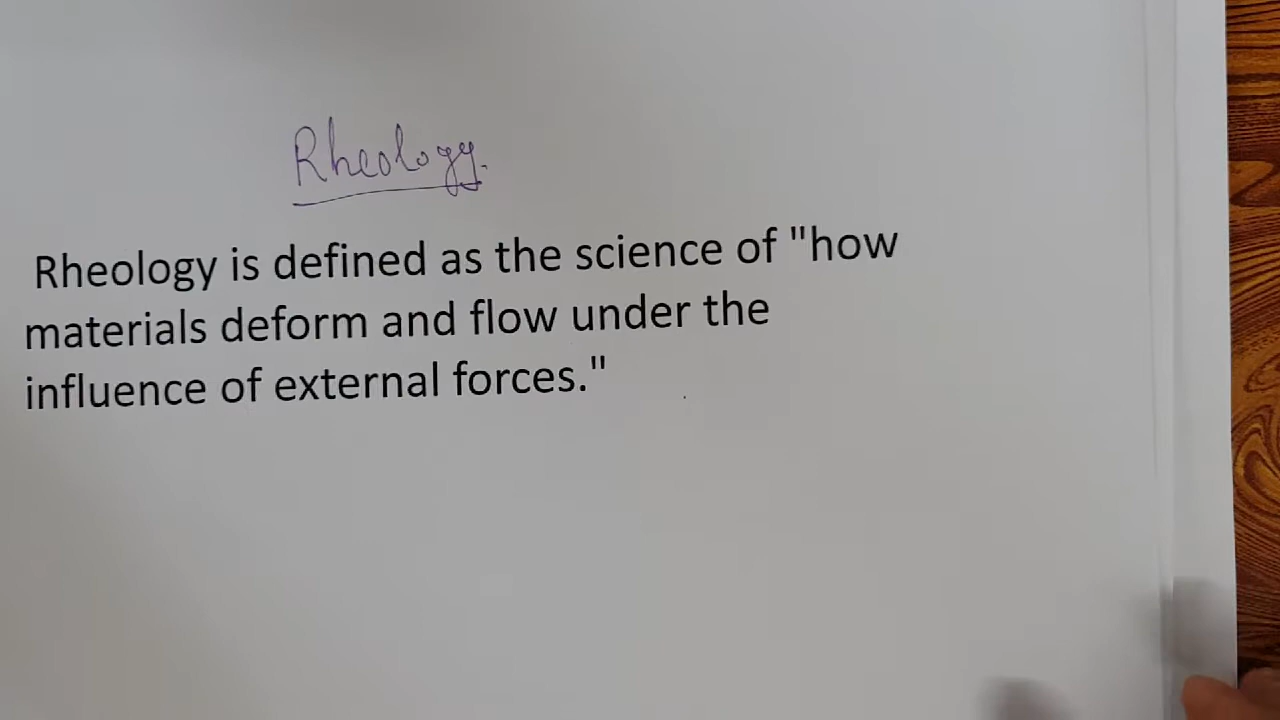 Rheology.
Rheology is defined as the science of "how
materials deform and flow under the
influence of external forces."